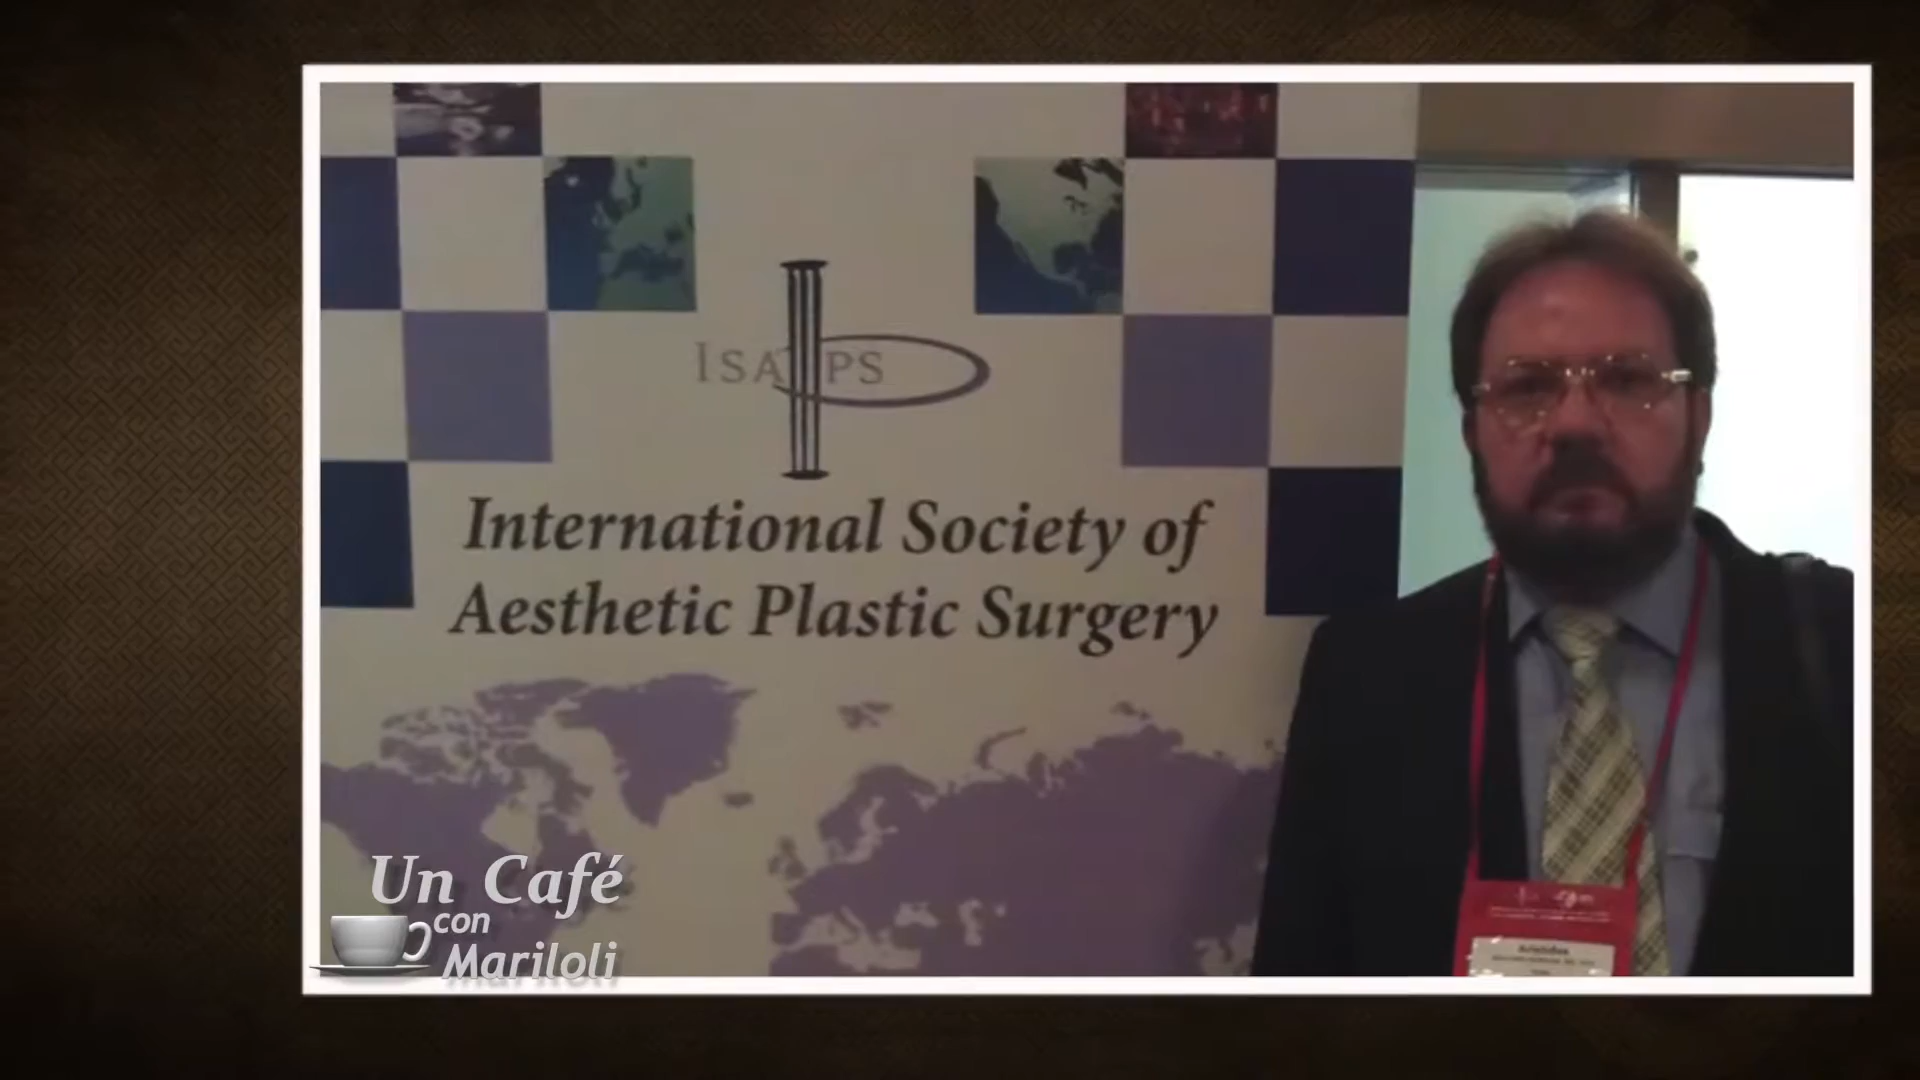 ISAPS
International Society of
Aesthetic Plastic Surgery
Un Café
con
Mariloli